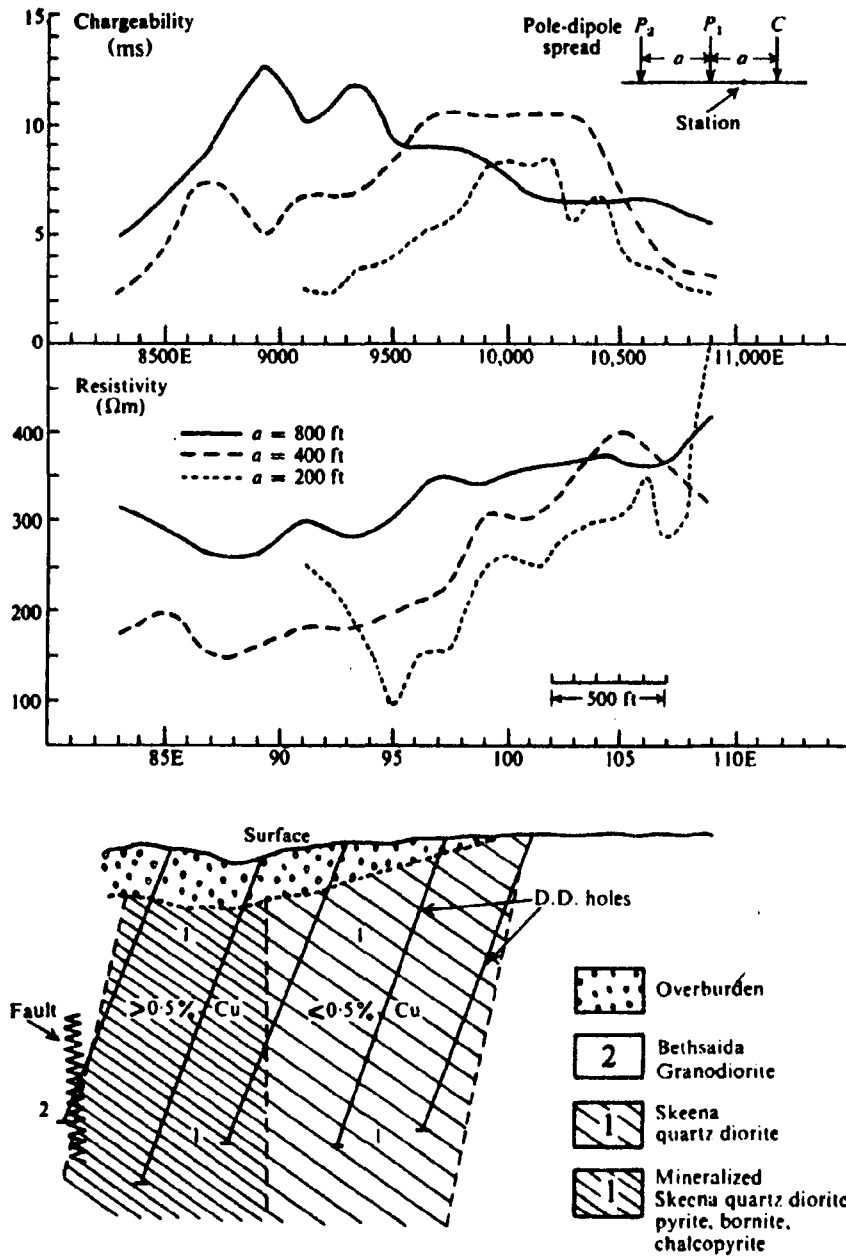 15
Chargeability
(ms)
10
5
0
Pole-dipole
spread
P₂
P₁
C
a
a
Station
8500E
9000
9500
10,000
10,500
11,000E
Resistivity
(Ωm)
400
300
200
100
a = 800 ft
a = 400 ft
a = 200 ft
500 ft
85E
90
95
100
105
110E
Surface
D.D. holes
1
1
≥0·5% Cu
≤0·5% Cu
Fault
2
1
1
Overburden
2
Bethsaida
Granodiorite
1
Skeena
quartz diorite
1
Mineralized
Skeena quartz diorite
pyrite, bornite,
chalcopyrite